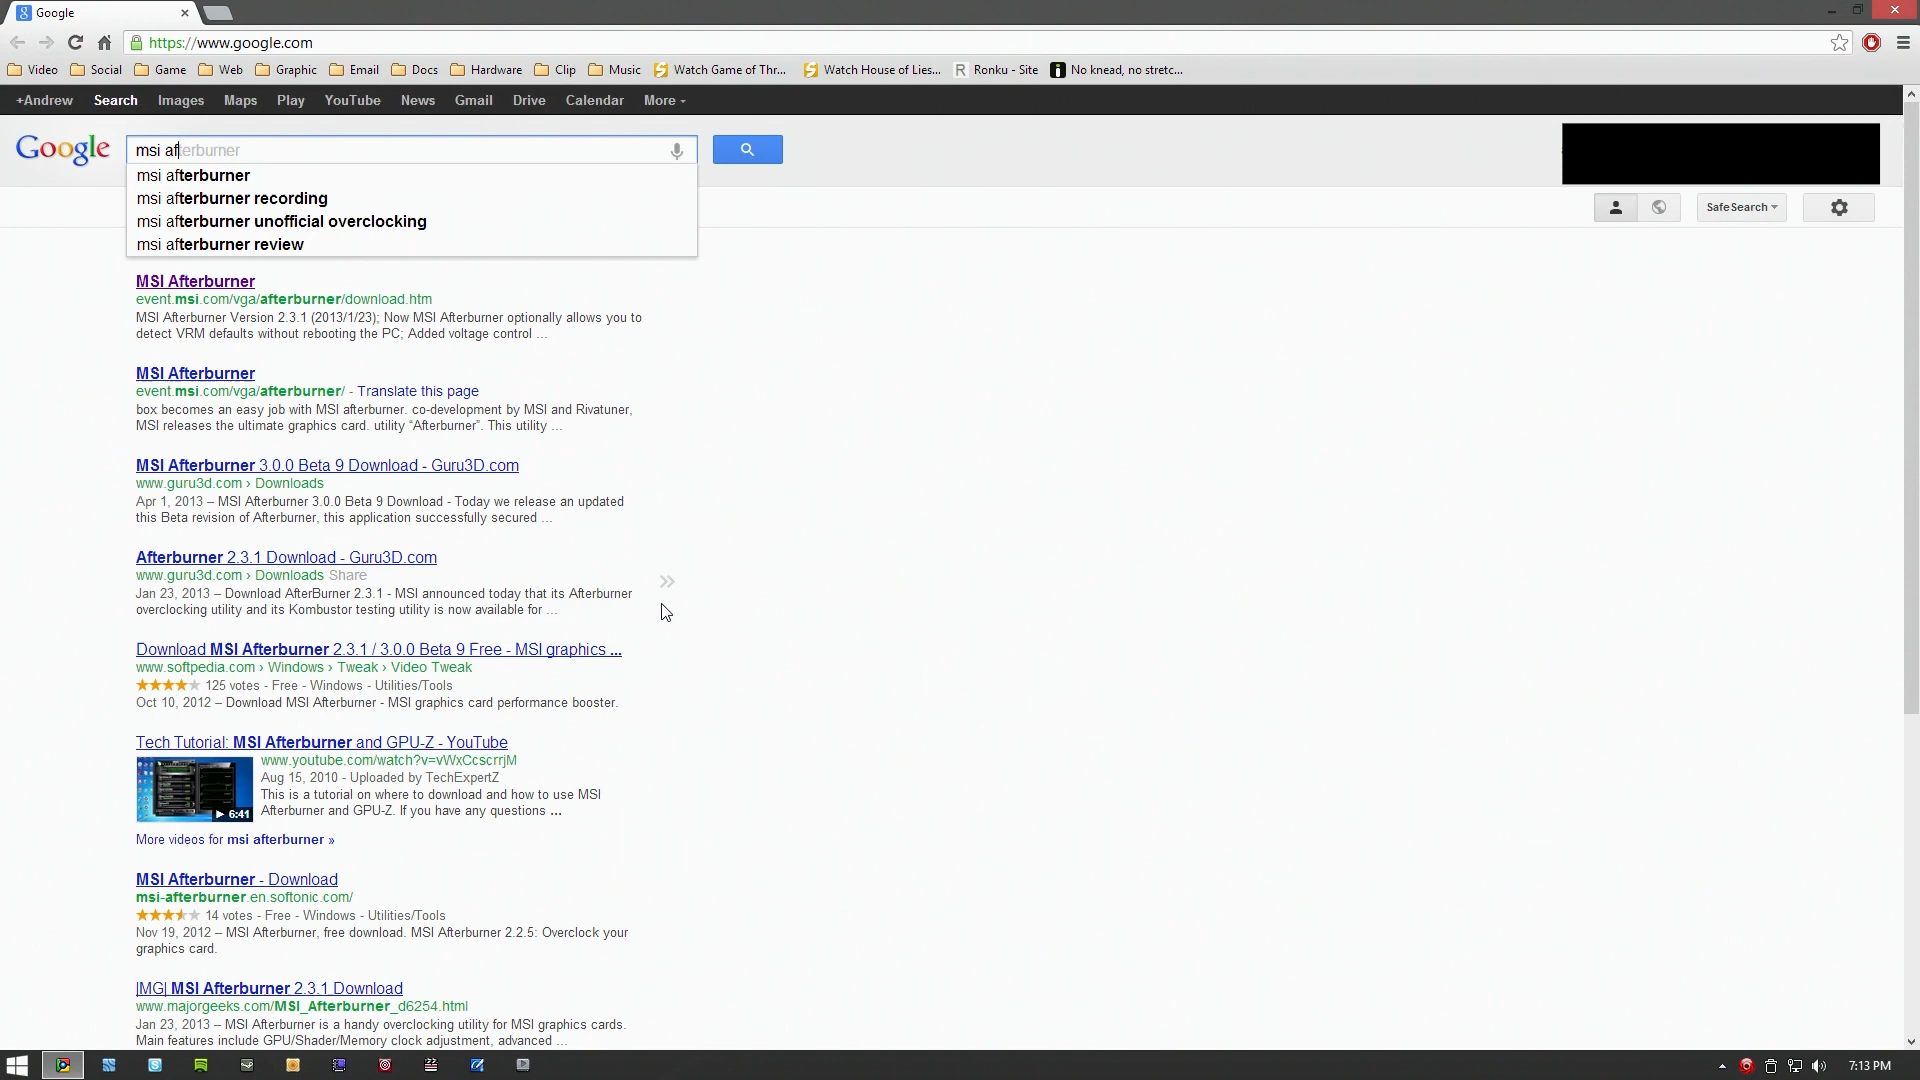 Google
https://www.google.com
Video Social Game Web Graphic Email Docs Hardware Clip Music Watch Game of Thr... Watch House of Lies... Ronku - Site No knead, no stretc...
+Andrew Search Images Maps Play YouTube News Gmail Drive Calendar More
Google msi afterburner
msi afterburner
msi afterburner recording
msi afterburner unofficial overclocking
msi afterburner review
SafeSearch
MSI Afterburner
event.msi.com/vga/afterburner/download.htm
MSI Afterburner Version 2.3.1 (2013/1/23); Now MSI Afterburner optionally allows you to
detect VRM defaults without rebooting the PC; Added voltage control ...
MSI Afterburner
event.msi.com/vga/afterburner/ - Translate this page
box becomes an easy job with MSI afterburner. co-development by MSI and Rivatuner,
MSI releases the ultimate graphics card. utility “Afterburner”. This utility ...
MSI Afterburner 3.0.0 Beta 9 Download - Guru3D.com
www.guru3d.com › Downloads
Apr 1, 2013 – MSI Afterburner 3.0.0 Beta 9 Download - Today we release an updated
this Beta revision of Afterburner, this application successfully secured ...
Afterburner 2.3.1 Download - Guru3D.com
www.guru3d.com › Downloads Share
Jan 23, 2013 – Download AfterBurner 2.3.1 - MSI announced today that its Afterburner
overclocking utility and its Kombustor testing utility is now available for ...
Download MSI Afterburner 2.3.1 / 3.0.0 Beta 9 Free - MSI graphics ...
www.softpedia.com › Windows › Tweak › Video Tweak
125 votes - Free - Windows - Utilities/Tools
Oct 10, 2012 – Download MSI Afterburner - MSI graphics card performance booster.
Tech Tutorial: MSI Afterburner and GPU-Z - YouTube
www.youtube.com/watch?v=vWxCcscrrjM
Aug 15, 2010 - Uploaded by TechExpertZ
This is a tutorial on where to download and how to use MSI
Afterburner and GPU-Z. If you have any questions ...
6:41
More videos for msi afterburner »
MSI Afterburner - Download
msi-afterburner.en.softonic.com/
14 votes - Free - Windows - Utilities/Tools
Nov 19, 2012 – MSI Afterburner, free download. MSI Afterburner 2.2.5: Overclock your
graphics card.
|MG| MSI Afterburner 2.3.1 Download
www.majorgeeks.com/MSI_Afterburner_d6254.html
Jan 23, 2013 – MSI Afterburner is a handy overclocking utility for MSI graphics cards.
Main features include GPU/Shader/Memory clock adjustment, advanced ...
7:13 PM